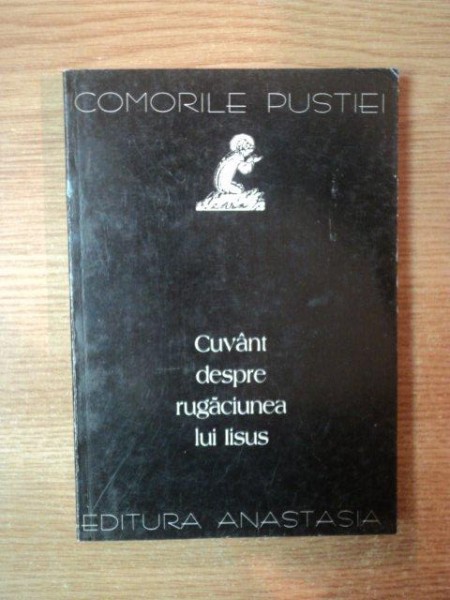 COMORILE PUSTIEI
Cuvânt
despre
rugăciunea
lui Iisus
EDITURA ANASTASIA